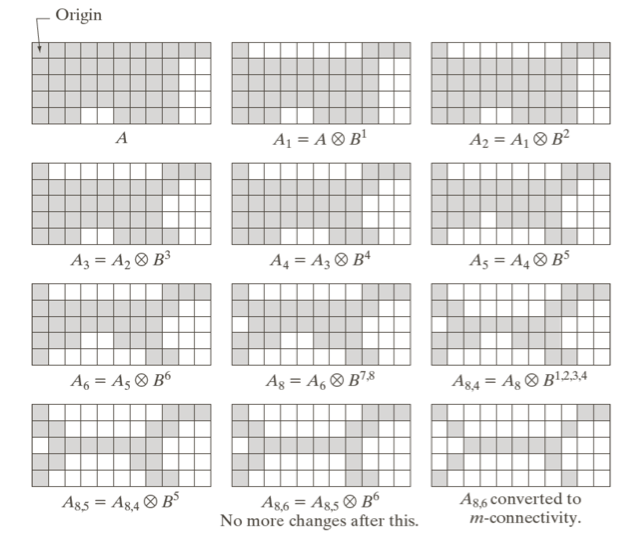 Origin
A
A₁ = A ⊗ B¹
A₂ = A₁ ⊗ B²
A₃ = A₂ ⊗ B³
A₄ = A₃ ⊗ B⁴
A₅ = A₄ ⊗ B⁵
A₆ = A₅ ⊗ B⁶
A₈ = A₆ ⊗ B⁷,⁸
A₈,₄ = A₈ ⊗ B¹,²,³,⁴
A₈,₅ = A₈,₄ ⊗ B⁵
A₈,₆ = A₈,₅ ⊗ B⁶
No more changes after this.
A₈,₆ converted to
m-connectivity.